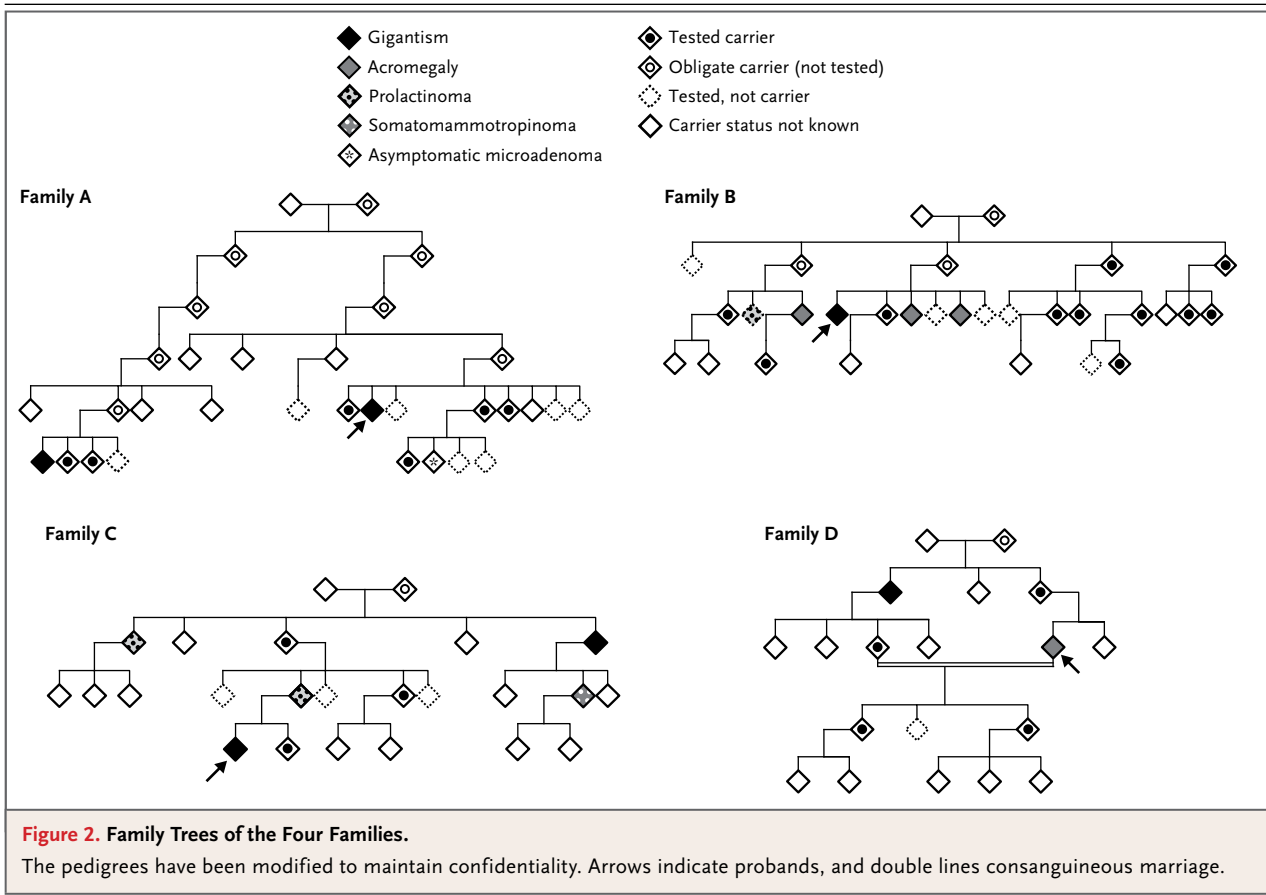 Gigantism
Acromegaly
Prolactinoma
Somatomammotropinoma
Asymptomatic microadenoma
Tested carrier
Obligate carrier (not tested)
Tested, not carrier
Carrier status not known
Family A
Family B
Family C
Family D
Figure 2. Family Trees of the Four Families.
The pedigrees have been modified to maintain confidentiality. Arrows indicate probands, and double lines consanguineous marriage.